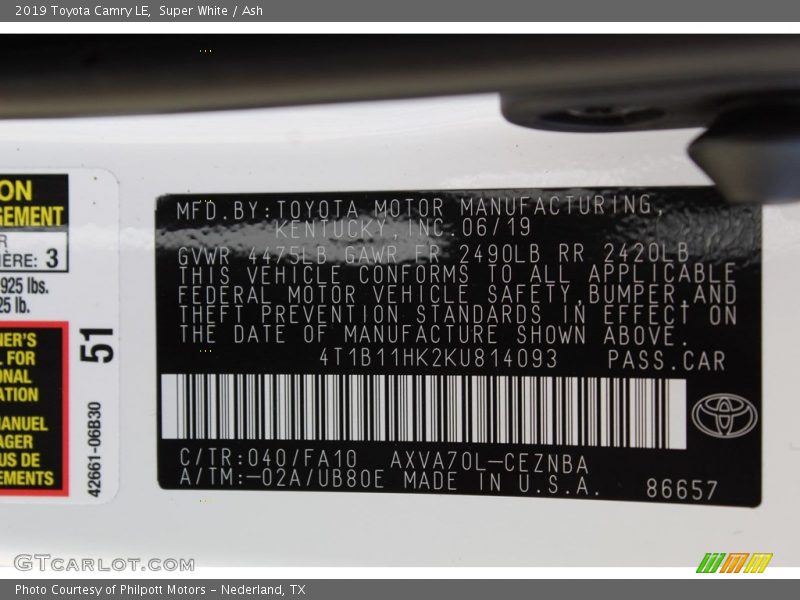 2019 Toyota Camry LE, Super White / Ash
MFD.BY:TOYOTA MOTOR MANUFACTURING,
KENTUCKY, INC.06/19
GVWR 4475LB GAWR 2490LB RR 2420LB
THIS VEHICLE CONFORMS TO ALL APPLICABLE
FEDERAL MOTOR VEHICLE SAFETY,BUMPER,AND
THEFT PREVENTION STANDARDS IN EFFECT ON
THE DATE OF MANUFACTURE SHOWN ABOVE.
4T1B11HK2KU814093 PASS.CAR
C/TR:040/FA10 AXVA70L-CEZNBA
A/TM:-02A/UB80E MADE IN U.S.A. 86657
ON
GEMENT
R
IÈRE: 3
925 lbs.
25 lb.
NER'S
L FOR
ONAL
ATION
MANUEL
AGER
US DE
EMENTS
51
42661-06B30
GTCARLOT.COM
Photo Courtesy of Philpott Motors - Nederland, TX